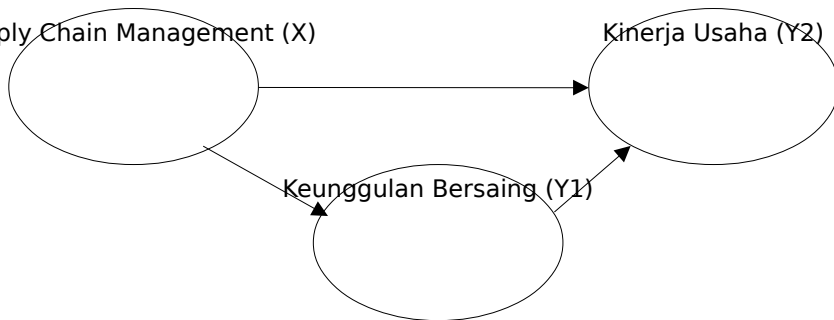 ply Chain Management (X)
Kinerja Usaha (Y2)
Keunggulan Bersaing (Y1)